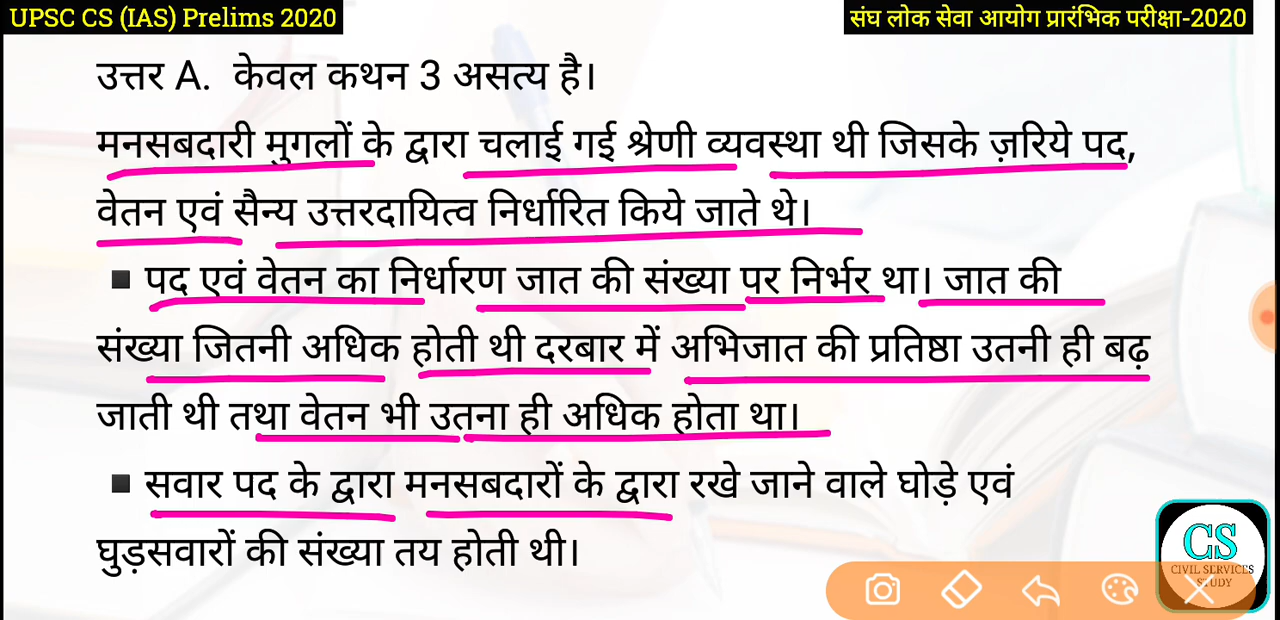 UPSC CS (IAS) Prelims 2020
संघ लोक सेवा आयोग प्रारंभिक परीक्षा-2020
उत्तर A. केवल कथन 3 असत्य है।
मनसबदारी मुगलों के द्वारा चलाई गई श्रेणी व्यवस्था थी जिसके ज़रिये पद,
वेतन एवं सैन्य उत्तरदायित्व निर्धारित किये जाते थे।
▪ पद एवं वेतन का निर्धारण जात की संख्या पर निर्भर था। जात की
संख्या जितनी अधिक होती थी दरबार में अभिजात की प्रतिष्ठा उतनी ही बढ़
जाती थी तथा वेतन भी उतना ही अधिक होता था।
▪ सवार पद के द्वारा मनसबदारों के द्वारा रखे जाने वाले घोड़े एवं
घुड़सवारों की संख्या तय होती थी।
CS
CIVIL SERVICES
STUDY